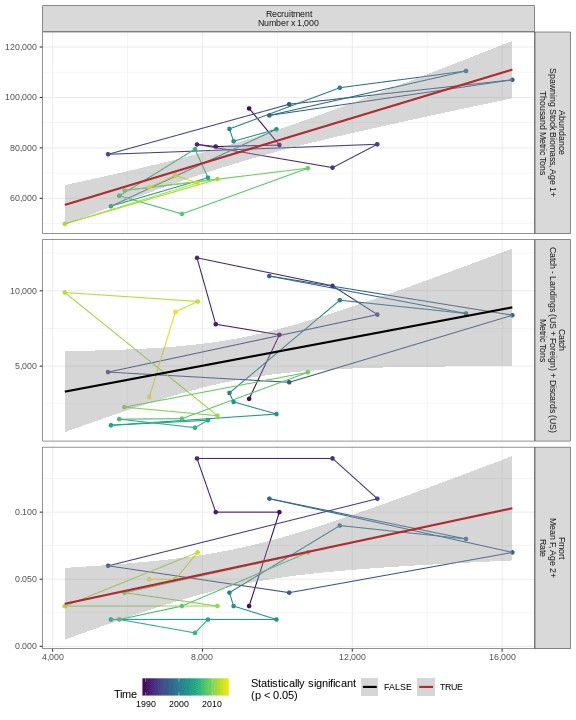 Recruitment
Number x 1,000
120,000
100,000
80,000
60,000
Abundance
Spawning Stock Biomass, Age 1+
Thousand Metric Tons
10,000
5,000
Catch
Catch - Landings (US + Foreign) + Discards (US)
Metric Tons
0.100
0.050
0.000
Fmort
Mean F, Age 2+
Rate
4,000 8,000 12,000 16,000
Time
1990 2000 2010
Statistically significant
(p < 0.05)
FALSE TRUE